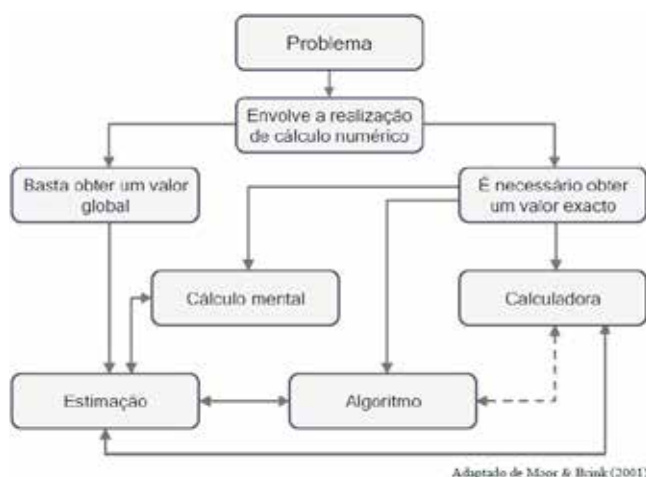 Problema
Envolve a realização
de cálculo numérico
Basta obter um valor
global
É necessário obter
um valor exacto
Cálculo mental
Calculadora
Estimação
Algoritmo
Adaptado de Moor & Brink (2001)